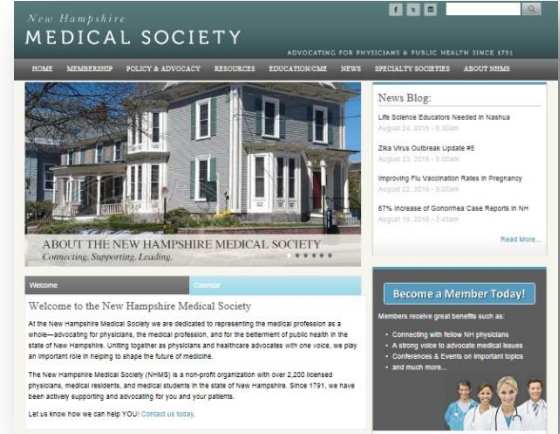 New Hampshire
MEDICAL SOCIETY
ADVOCATING FOR PHYSICIANS & PUBLIC HEALTH SINCE 1791
HOME MEMBERSHIP POLICY & ADVOCACY RESOURCES EDUCATION/CME NEWS SPECIALTY SOCIETIES ABOUT NHMS
ABOUT THE NEW HAMPSHIRE MEDICAL SOCIETY
Connecting. Supporting. Leading.
Welcome
Calendar
Welcome to the New Hampshire Medical Society
At the New Hampshire Medical Society we are dedicated to representing the medical profession as a
whole—advocating for physicians, the medical profession, and for the betterment of public health in the
state of New Hampshire. Uniting together as physicians and healthcare advocates with one voice, we play
an important role in helping to shape the future of medicine.
The New Hampshire Medical Society (NHMS) is a non-profit organization with over 2,200 licensed
physicians, medical residents, and medical students in the state of New Hampshire. Since 1791, we have
been actively supporting and advocating for you and your patients.
Let us know how we can help YOU! Contact us today.
News Blog:
Life Science Educators Needed in Nashua
August 24, 2016 - 8:30am
Zika Virus Outbreak Update #5
August 23, 2016 - 8:00am
Improving Flu Vaccination Rates in Pregnancy
August 22, 2016 - 9:00am
67% Increase of Gonorrhea Case Reports in NH
August 19, 2016 - 3:45am
Read More...
Become a Member Today!
Members receive great benefits such as:
Connecting with fellow NH physicians
A strong voice to advocate medical issues
Conferences & Events on important topics
and much more...